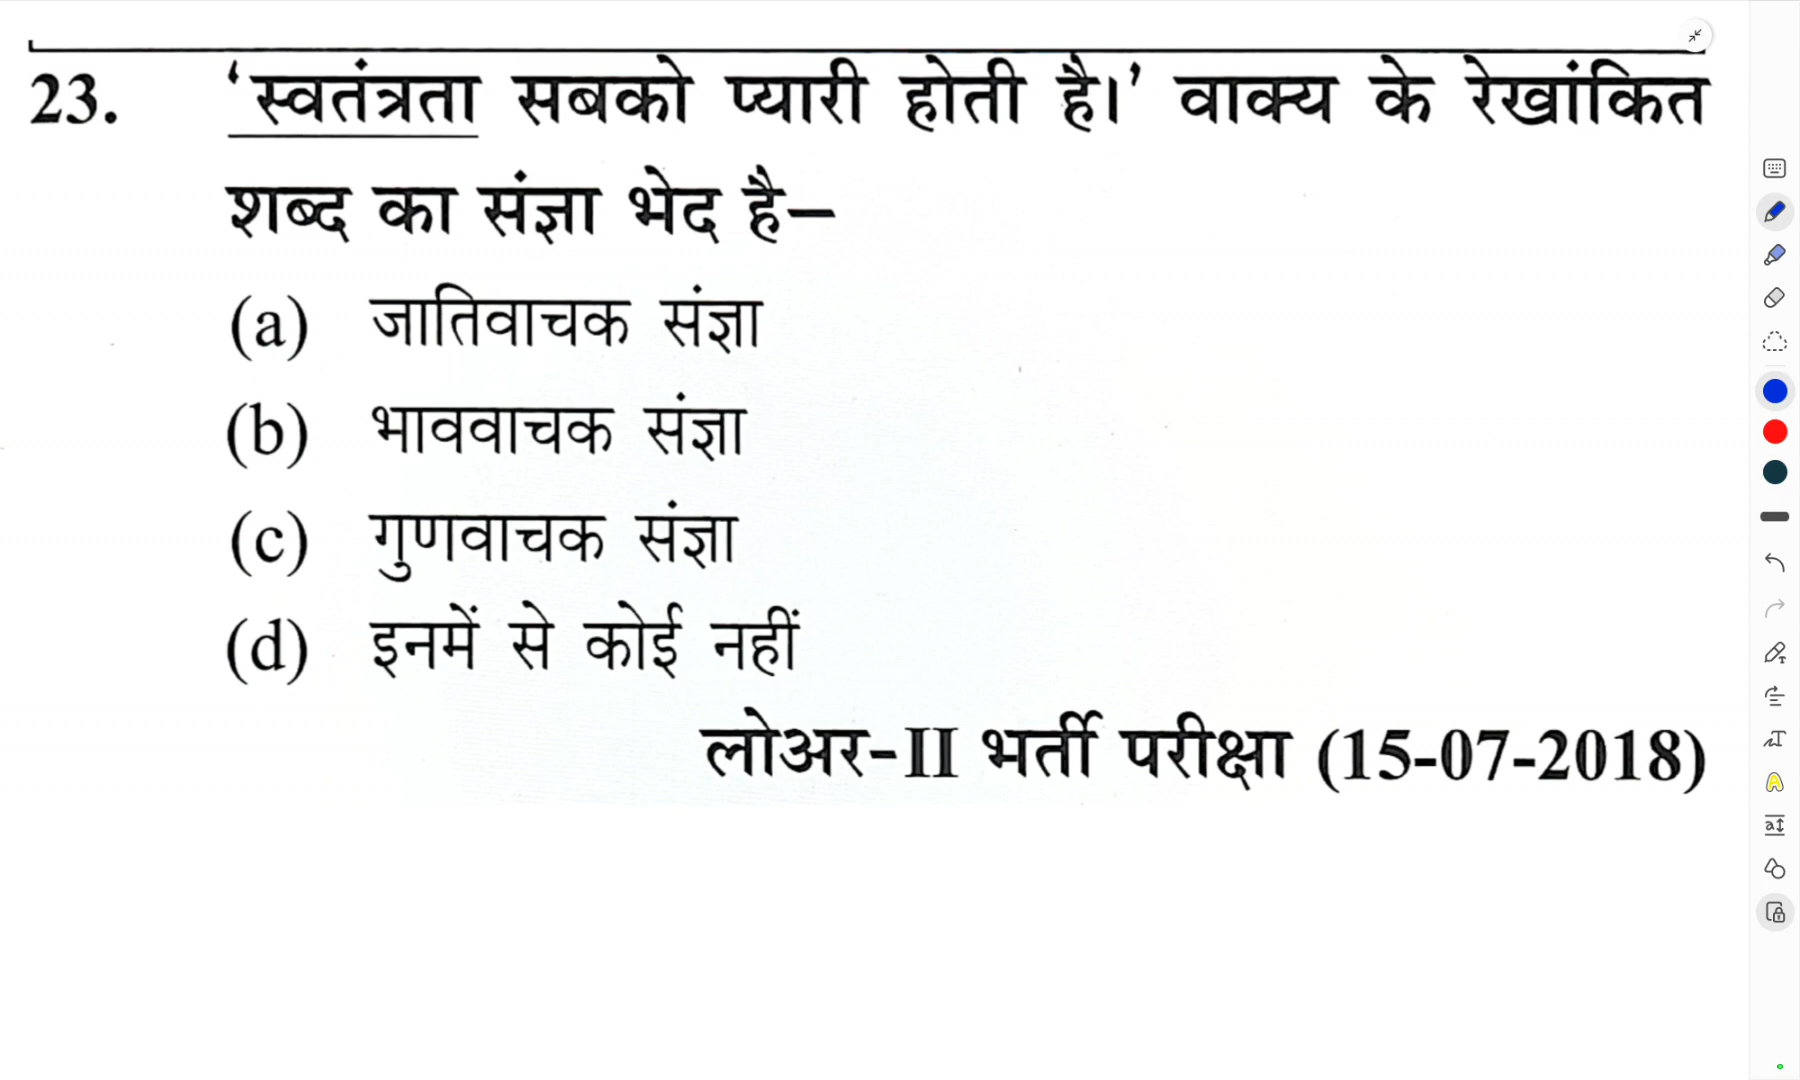 23. 'स्वतंत्रता सबको प्यारी होती है।' वाक्य के रेखांकित
शब्द का संज्ञा भेद है–
(a) जातिवाचक संज्ञा
(b) भाववाचक संज्ञा
(c) गुणवाचक संज्ञा
(d) इनमें से कोई नहीं
लोअर-II भर्ती परीक्षा (15-07-2018)